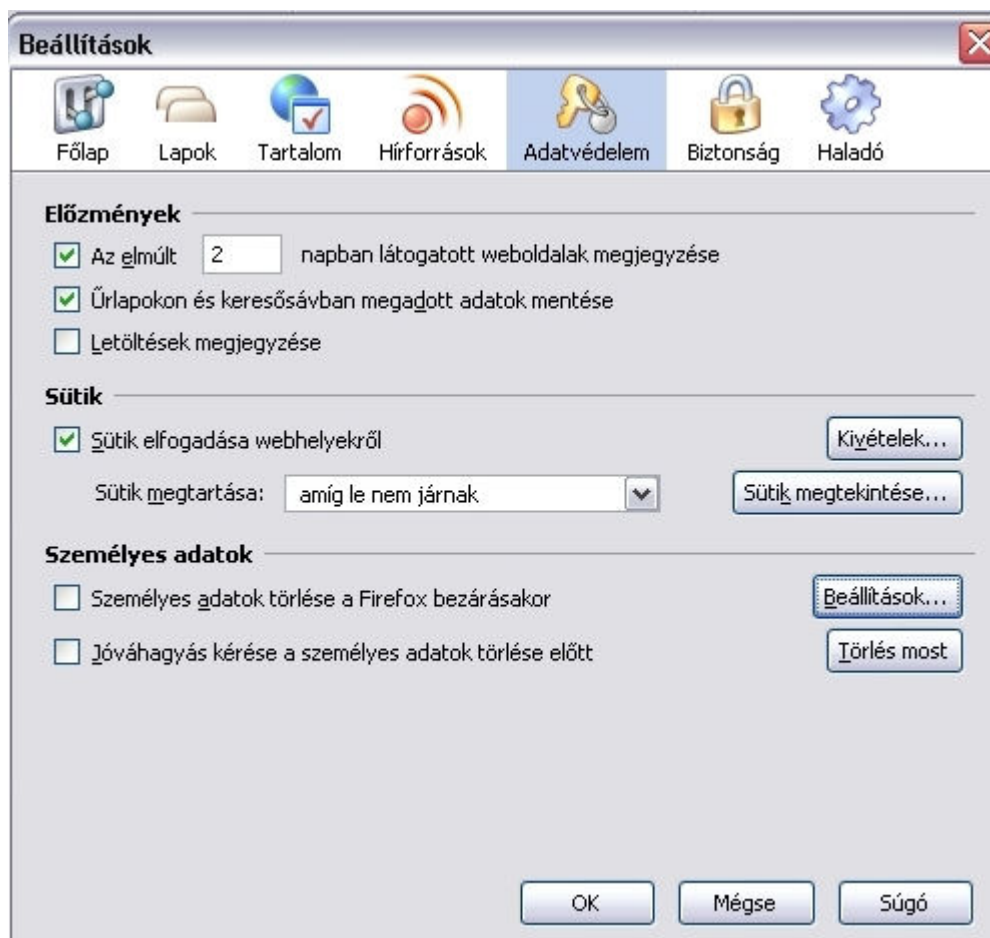 Beállítások
Főlap Lapok Tartalom Hírforrások Adatvédelem Biztonság Haladó
Előzmények
Az elmúlt 2 napban látogatott weboldalak megjegyzése
Űrlapokon és keresősávban megadott adatok mentése
Letöltések megjegyzése
Sütik
Sütik elfogadása webhelyekről Kivételek...
Sütik megtartása: amíg le nem járnak Sütik megtekintése...
Személyes adatok
Személyes adatok törlése a Firefox bezárásakor Beállítások...
Jóváhagyás kérése a személyes adatok törlése előtt Törlés most
OK Mégse Súgó